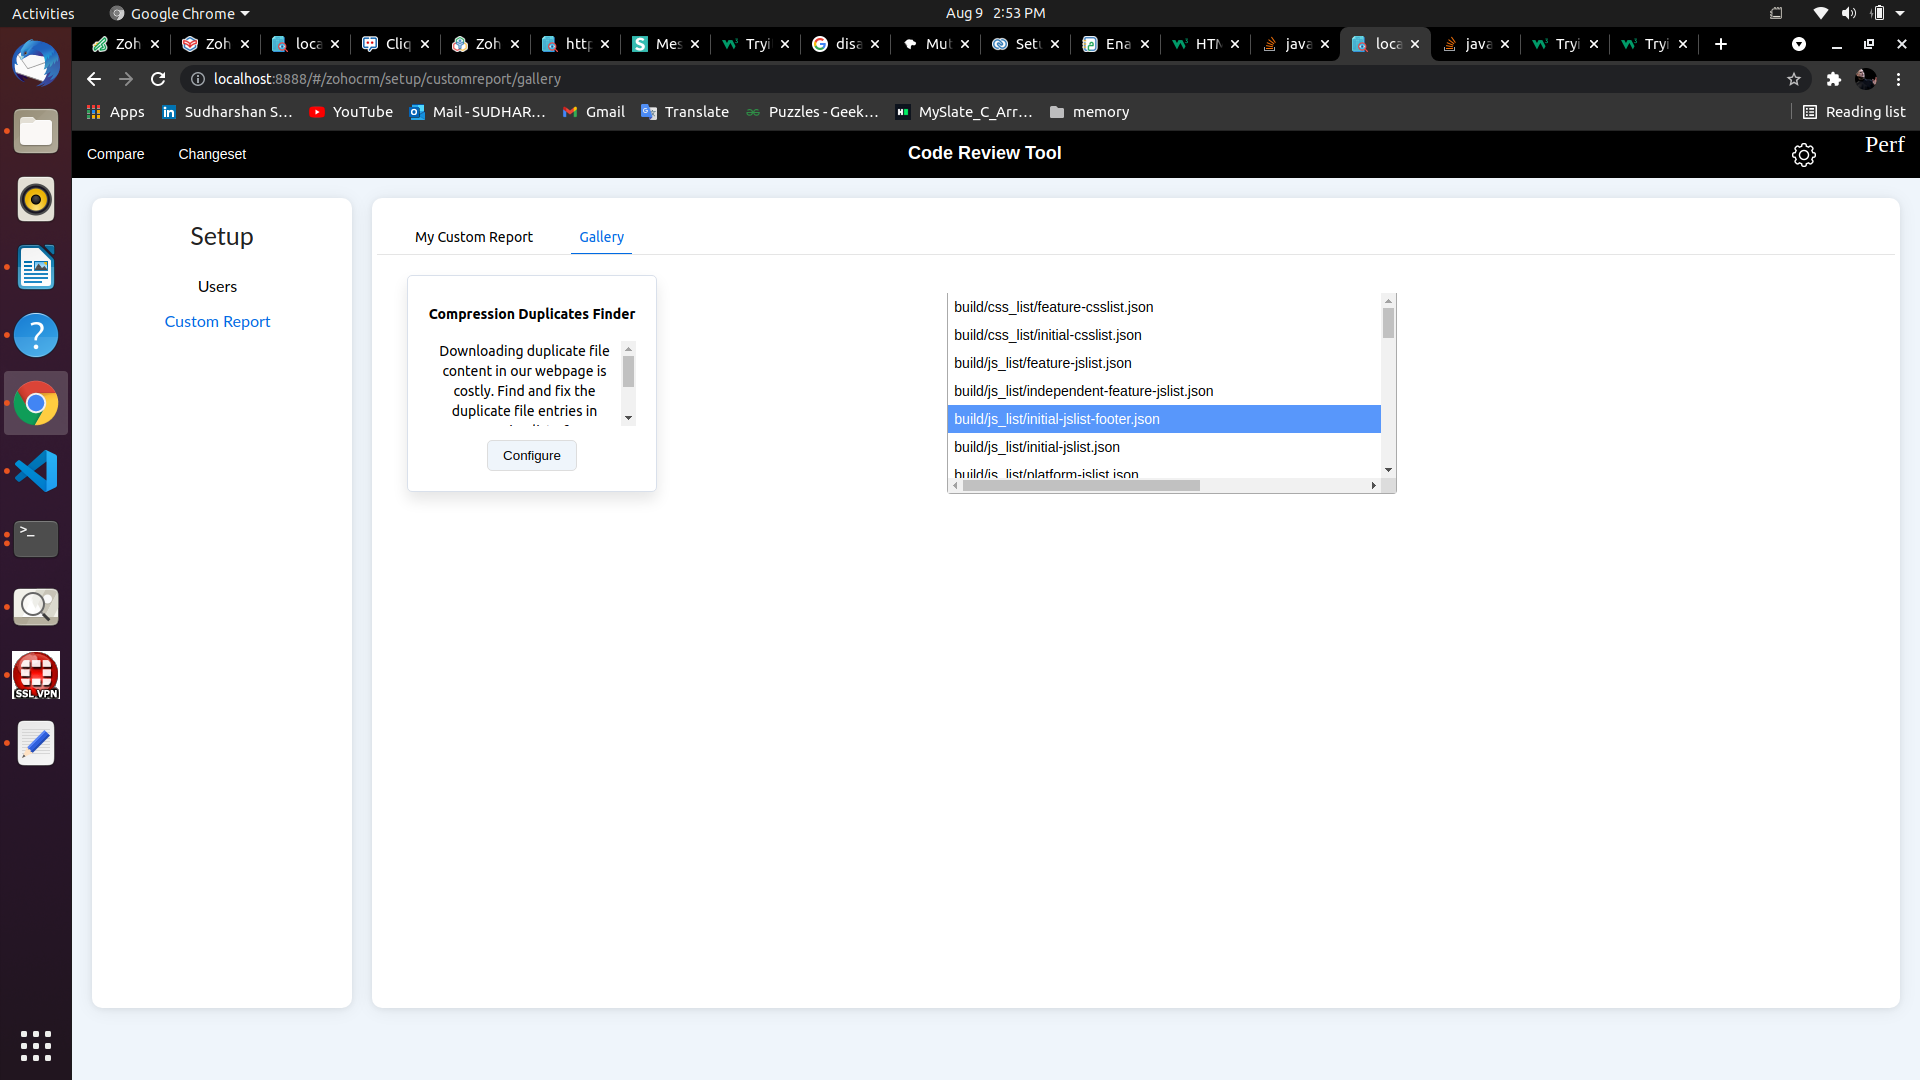 Activities
Google Chrome
Aug 9 2:53 PM
Zoh
Zoh
loca
Cliq
Zoh
http
Mes
Tryi
disa
Mut
Setu
Ena
HTM
java
loca
java
Tryi
Tryi
localhost:8888/#/zohocrm/setup/customreport/gallery
Apps
Sudharshan S...
YouTube
Mail - SUDHAR...
Gmail
Translate
Puzzles - Geek...
MySlate_C_Arr...
memory
Reading list
Compare
Changeset
Code Review Tool
Perf
Setup
Users
Custom Report
My Custom Report
Gallery
Compression Duplicates Finder
Downloading duplicate file
content in our webpage is
costly. Find and fix the
duplicate file entries in
Configure
build/css_list/feature-csslist.json
build/css_list/initial-csslist.json
build/js_list/feature-jslist.json
build/js_list/independent-feature-jslist.json
build/js_list/initial-jslist-footer.json
build/js_list/initial-jslist.json
build/js_list/platform-jslist.json
SSL VPN